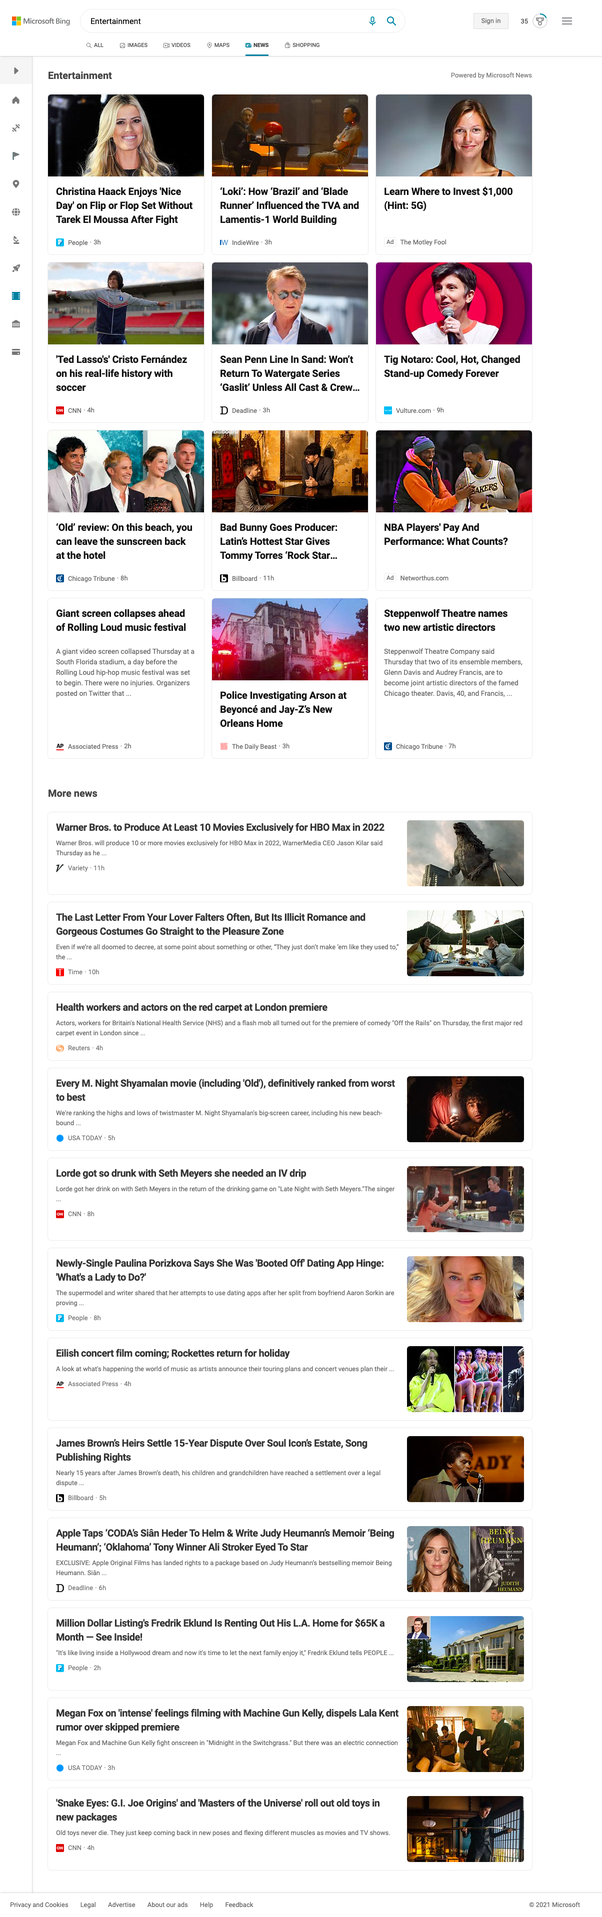 Microsoft Bing
Entertainment
Sign in
35
ALL
IMAGES
VIDEOS
MAPS
NEWS
SHOPPING
Entertainment
Powered by Microsoft News
Christina Haack Enjoys 'Nice
Day' on Flip or Flop Set Without
Tarek El Moussa After Fight
People · 3h
'Loki': How 'Brazil' and 'Blade
Runner' Influenced the TVA and
Lamentis-1 World Building
IW IndieWire · 3h
Learn Where to Invest $1,000
(Hint: 5G)
Ad The Motley Fool
'Ted Lasso's' Cristo Fernández
on his real-life history with
soccer
CNN · 4h
Sean Penn Line In Sand: Won't
Return To Watergate Series
'Gaslit' Unless All Cast & Crew…
D Deadline · 3h
Tig Notaro: Cool, Hot, Changed
Stand-up Comedy Forever
Vulture.com · 9h
'Old' review: On this beach, you
can leave the sunscreen back
at the hotel
Chicago Tribune · 8h
Bad Bunny Goes Producer:
Latin's Hottest Star Gives
Tommy Torres 'Rock Star…
b Billboard · 11h
LAKERS
NBA Players' Pay And
Performance: What Counts?
Ad Networthus.com
Giant screen collapses ahead
of Rolling Loud music festival
A giant video screen collapsed Thursday at a
South Florida stadium, a day before the
Rolling Loud hip-hop music festival was set
to begin. There were no injuries. Organizers
posted on Twitter that ...
AP Associated Press · 2h
Police Investigating Arson at
Beyoncé and Jay-Z's New
Orleans Home
The Daily Beast · 3h
Steppenwolf Theatre names
two new artistic directors
Steppenwolf Theatre Company said
Thursday that two of its ensemble members,
Glenn Davis and Audrey Francis, are to
become joint artistic directors of the famed
Chicago theater. Davis, 40, and Francis, ...
Chicago Tribune · 7h
More news
Warner Bros. to Produce At Least 10 Movies Exclusively for HBO Max in 2022
Warner Bros. will produce 10 or more movies exclusively for HBO Max in 2022, WarnerMedia CEO Jason Kilar said
Thursday as he ...
V Variety · 11h
The Last Letter From Your Lover Falters Often, But Its Illicit Romance and
Gorgeous Costumes Go Straight to the Pleasure Zone
Even if we're all doomed to decree, at some point about something or other, "They just don't make 'em like they used to,"
the ...
Time · 10h
Health workers and actors on the red carpet at London premiere
Actors, workers for Britain's National Health Service (NHS) and a flash mob all turned out for the premiere of comedy "Off the Rails" on Thursday, the first major red
carpet event in London since ...
Reuters · 4h
Every M. Night Shyamalan movie (including 'Old'), definitively ranked from worst
to best
We're ranking the highs and lows of twistmaster M. Night Shyamalan's big-screen career, including his new beach-
bound ...
USA TODAY · 5h
Lorde got so drunk with Seth Meyers she needed an IV drip
Lorde got her drink on with Seth Meyers in the return of the drinking game on "Late Night with Seth Meyers."The singer
...
CNN · 8h
Newly-Single Paulina Porizkova Says She Was 'Booted Off' Dating App Hinge:
'What's a Lady to Do?'
The supermodel and writer shared that her attempts to use dating apps after her split from boyfriend Aaron Sorkin are
proving ...
People · 8h
Eilish concert film coming; Rockettes return for holiday
A look at what's happening the world of music as artists announce their touring plans and concert venues plan their ...
AP Associated Press · 4h
James Brown's Heirs Settle 15-Year Dispute Over Soul Icon's Estate, Song
Publishing Rights
Nearly 15 years after James Brown's death, his children and grandchildren have reached a settlement over a legal
dispute ...
b Billboard · 5h
ADY S
Apple Taps 'CODA's Siân Heder To Helm & Write Judy Heumann's Memoir 'Being
Heumann'; 'Oklahoma' Tony Winner Ali Stroker Eyed To Star
EXCLUSIVE: Apple Original Films has landed rights to a package based on Judy Heumann's bestselling memoir Being
Heumann. Siân ...
D Deadline · 6h
BEING
HEUMANN
JUDITH
HEUMANN
Million Dollar Listing's Fredrik Eklund Is Renting Out His L.A. Home for $65K a
Month — See Inside!
"It's like living inside a Hollywood dream and now it's time to let the next family enjoy it," Fredrik Eklund tells PEOPLE ...
People · 2h
Megan Fox on 'intense' feelings filming with Machine Gun Kelly, dispels Lala Kent
rumor over skipped premiere
Megan Fox and Machine Gun Kelly fight onscreen in "Midnight in the Switchgrass." But there was an electric connection
...
USA TODAY · 3h
'Snake Eyes: G.I. Joe Origins' and 'Masters of the Universe' roll out old toys in
new packages
Old toys never die. They just keep coming back in new poses and flexing different muscles as movies and TV shows.
CNN · 4h
Privacy and Cookies
Legal
Advertise
About our ads
Help
Feedback
© 2021 Microsoft